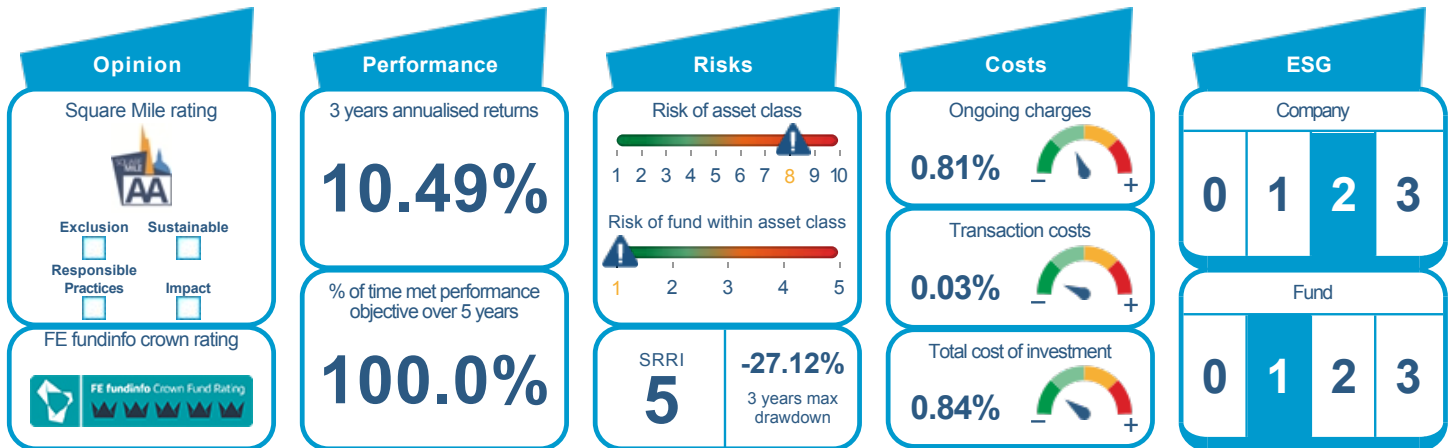 Opinion
Square Mile rating
SQUARE
MILE
AA
Exclusion Sustainable
Responsible
Practices Impact
FE fundinfo crown rating
FE fundinfo Crown Fund Rating
Performance
3 years annualised returns
10.49%
% of time met performance
objective over 5 years
100.0%
Risks
Risk of asset class
!
1 2 3 4 5 6 7 8 9 10
Risk of fund within asset class
!
1 2 3 4 5
SRRI
5
-27.12%
3 years max
drawdown
Costs
Ongoing charges
0.81%
− +
Transaction costs
0.03%
− +
Total cost of investment
0.84%
− +
ESG
Company
0 1 2 3
Fund
0 1 2 3